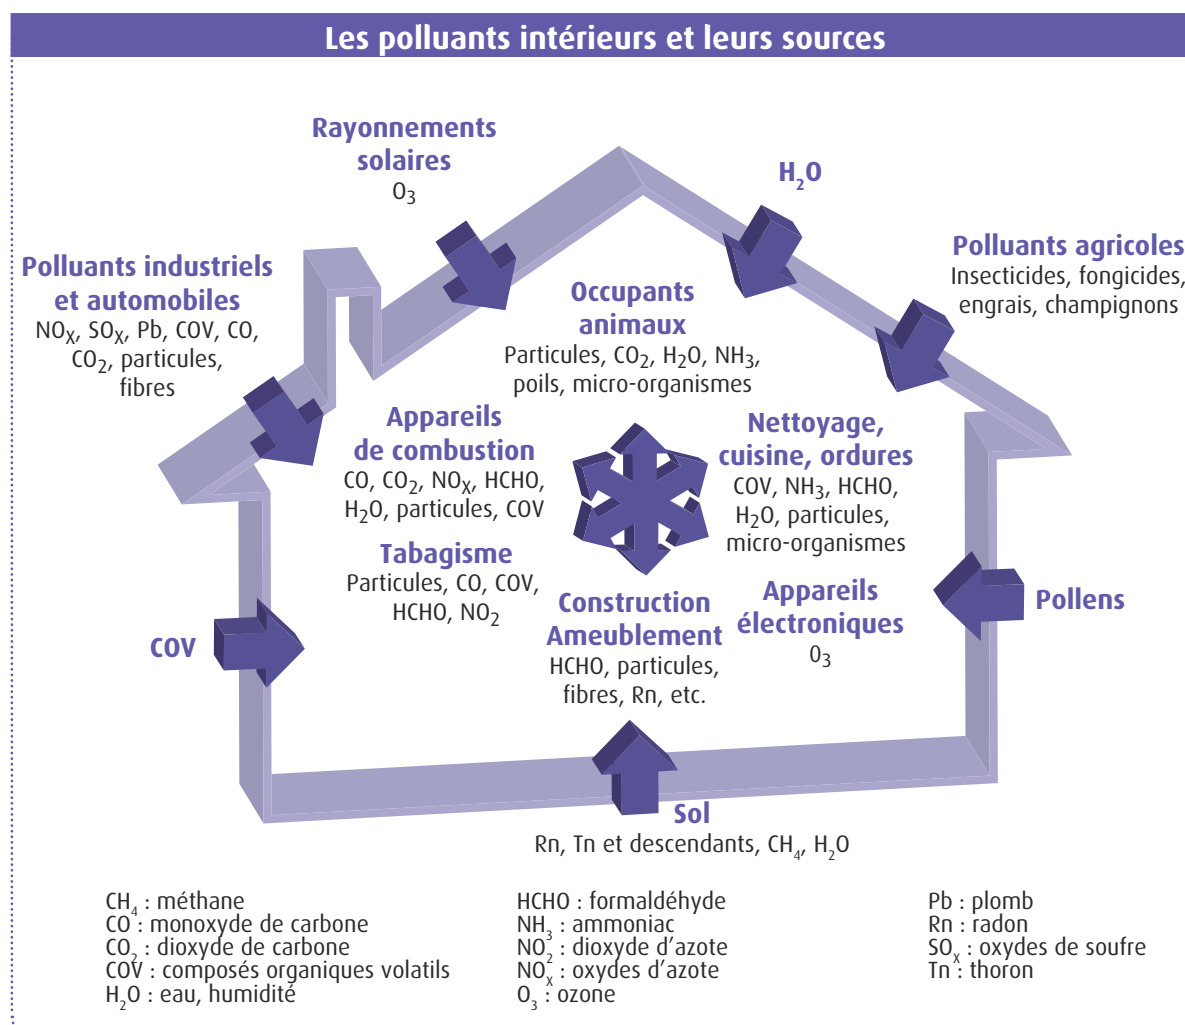 Les polluants intérieurs et leurs sources
Rayonnements
solaires
O₃
H₂O
Polluants industriels
et automobiles
NOₓ, SOₓ, Pb, COV, CO,
CO₂, particules,
fibres
Polluants agricoles
Insecticides, fongicides,
engrais, champignons
Occupants
animaux
Particules, CO₂, H₂O, NH₃,
poils, micro-organismes
Appareils
de combustion
CO, CO₂, NOₓ, HCHO,
H₂O, particules, COV
Nettoyage,
cuisine, ordures
COV, NH₃, HCHO,
H₂O, particules,
micro-organismes
Tabagisme
Particules, CO, COV,
HCHO, NO₂
Construction
Ameublement
HCHO, particules,
fibres, Rn, etc.
Appareils
électroniques
O₃
Pollens
COV
Sol
Rn, Tn et descendants, CH₄, H₂O
CH₄ : méthane
CO : monoxyde de carbone
CO₂ : dioxyde de carbone
COV : composés organiques volatils
H₂O : eau, humidité
HCHO : formaldéhyde
NH₃ : ammoniac
NO₂ : dioxyde d'azote
NOₓ : oxydes d'azote
O₃ : ozone
Pb : plomb
Rn : radon
SOₓ : oxydes de soufre
Tn : thoron